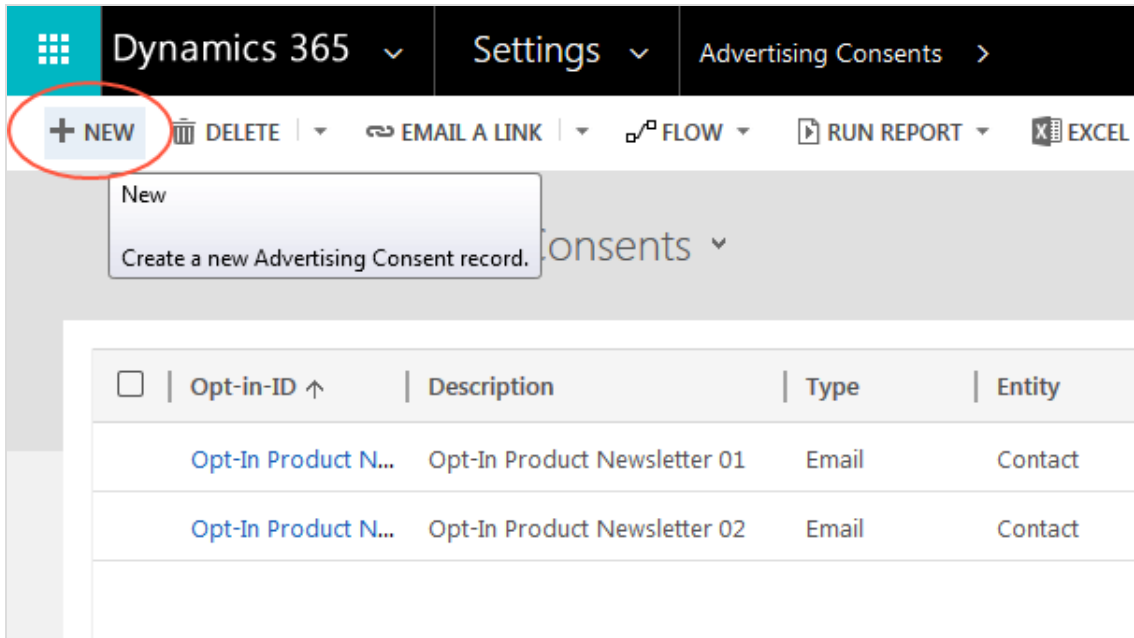 Dynamics 365 Settings Advertising Consents
NEW DELETE EMAIL A LINK FLOW RUN REPORT EXCEL
New
Create a new Advertising Consent record.
onsents
Opt-in-ID Description Type Entity
Opt-In Product N... Opt-In Product Newsletter 01 Email Contact
Opt-In Product N... Opt-In Product Newsletter 02 Email Contact